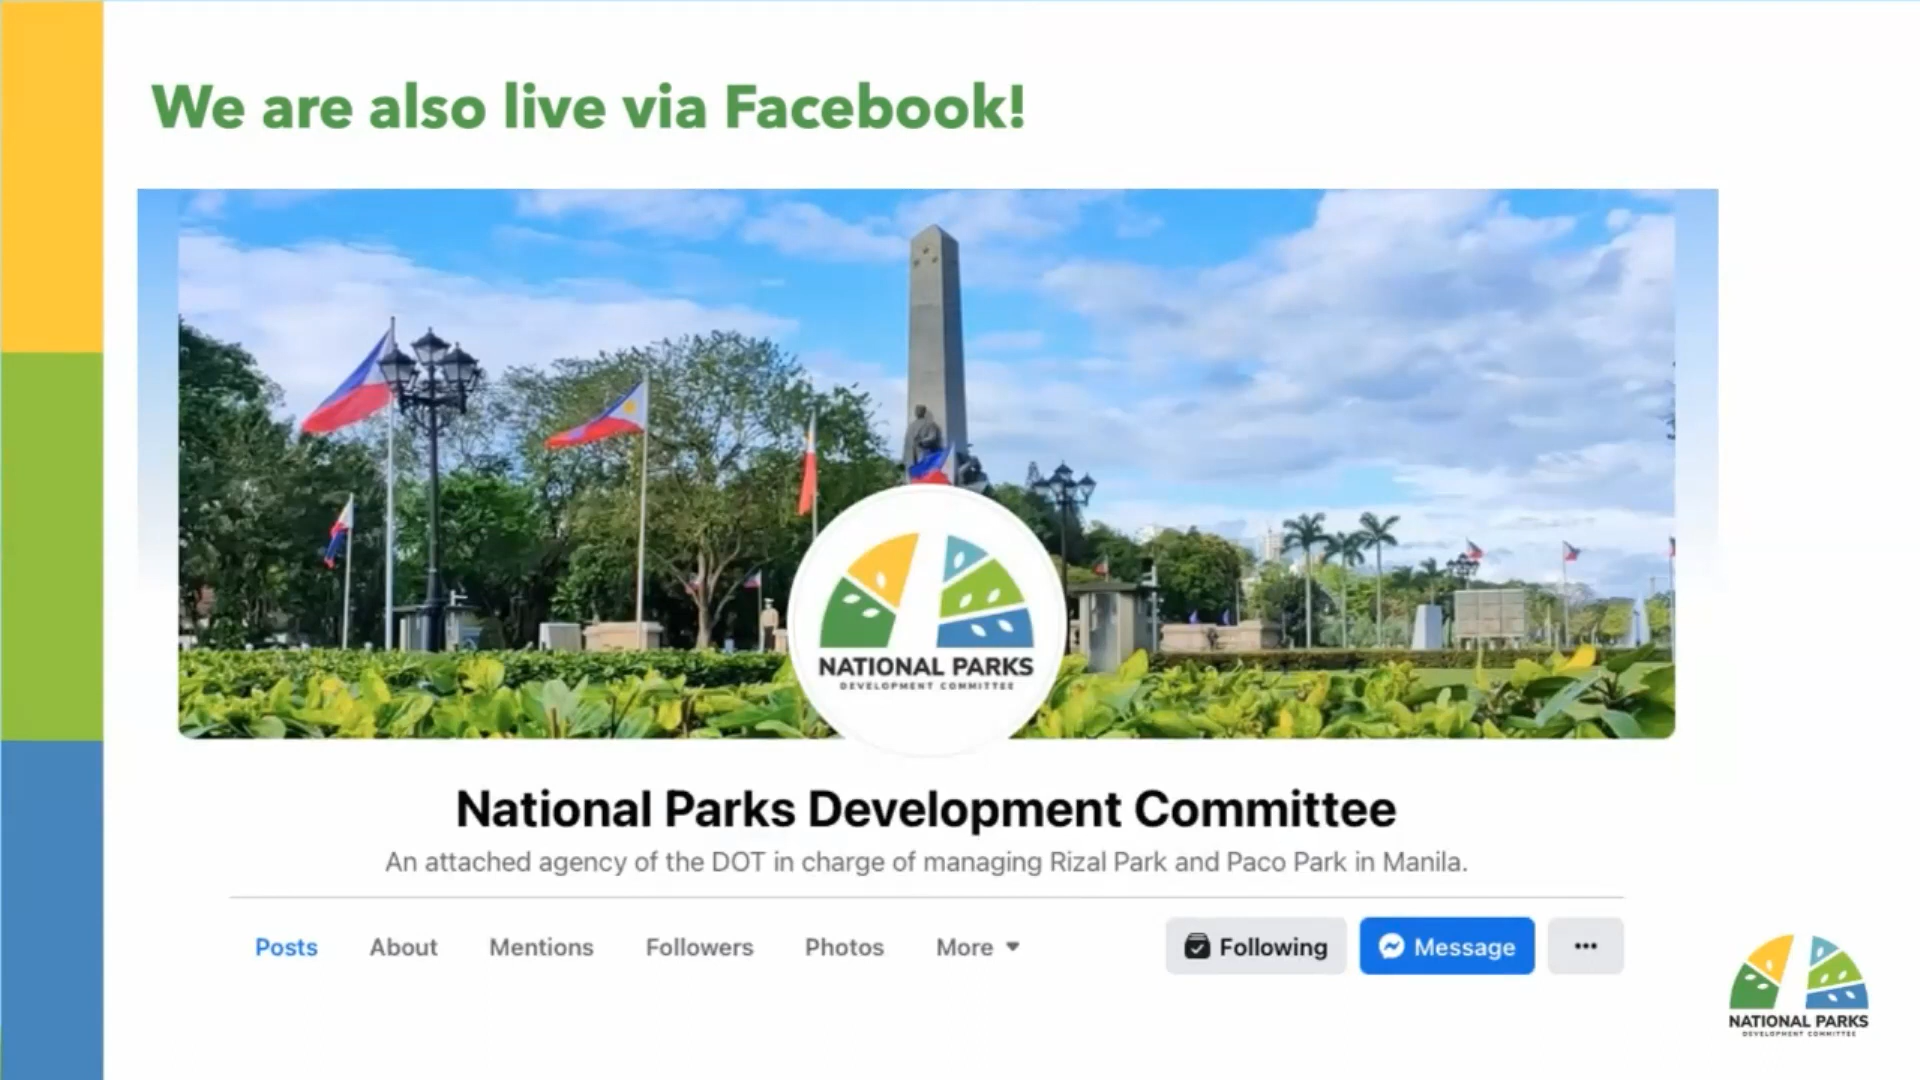 We are also live via Facebook!
NATIONAL PARKS
DEVELOPMENT COMMITTEE
National Parks Development Committee
An attached agency of the DOT in charge of managing Rizal Park and Paco Park in Manila.
Posts About Mentions Followers Photos More Following Message ...
NATIONAL PARKS
DEVELOPMENT COMMITTEE